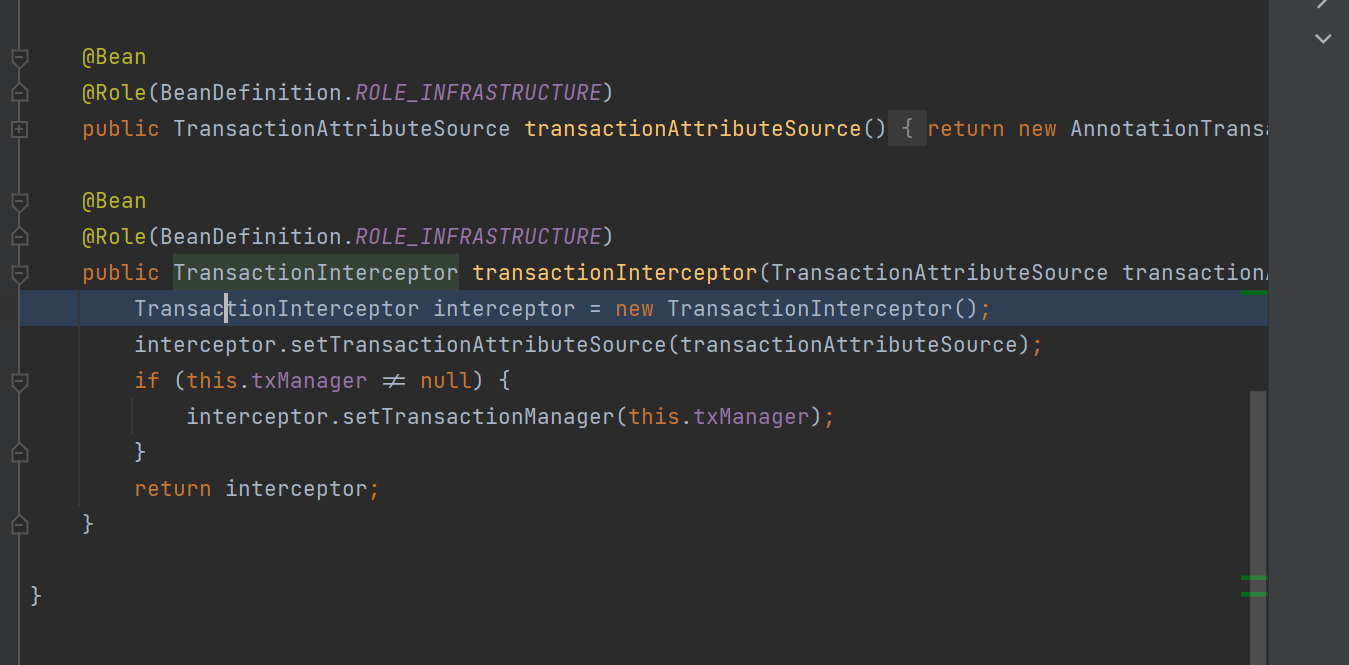 @Bean
@Role(BeanDefinition.ROLE_INFRASTRUCTURE)
public TransactionAttributeSource transactionAttributeSource() { return new AnnotationTransa
@Bean
@Role(BeanDefinition.ROLE_INFRASTRUCTURE)
public TransactionInterceptor transactionInterceptor(TransactionAttributeSource transactionA
TransactionInterceptor interceptor = new TransactionInterceptor();
interceptor.setTransactionAttributeSource(transactionAttributeSource);
if (this.txManager ≠ null) {
interceptor.setTransactionManager(this.txManager);
}
return interceptor;
}
}